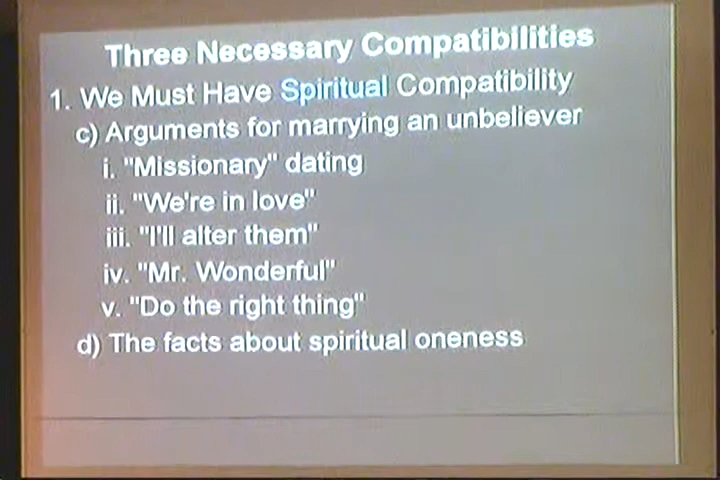 Three Necessary Compatibilities
1. We Must Have Spiritual Compatibility
c) Arguments for marrying an unbeliever
i. "Missionary" dating
ii. "We're in love"
iii. "I'll alter them"
iv. "Mr. Wonderful"
v. "Do the right thing"
d) The facts about spiritual oneness